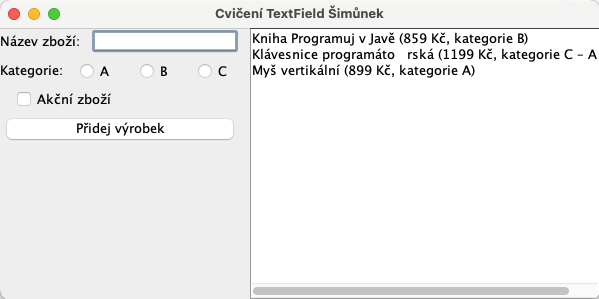 Cvičení TextField Šimůnek
Název zboží:
Kategorie: A B C
Akční zboží
Přidej výrobek
Kniha Programuj v Javě (859 Kč, kategorie B)
Klávesnice programáto rská (1199 Kč, kategorie C – A
Myš vertikální (899 Kč, kategorie A)